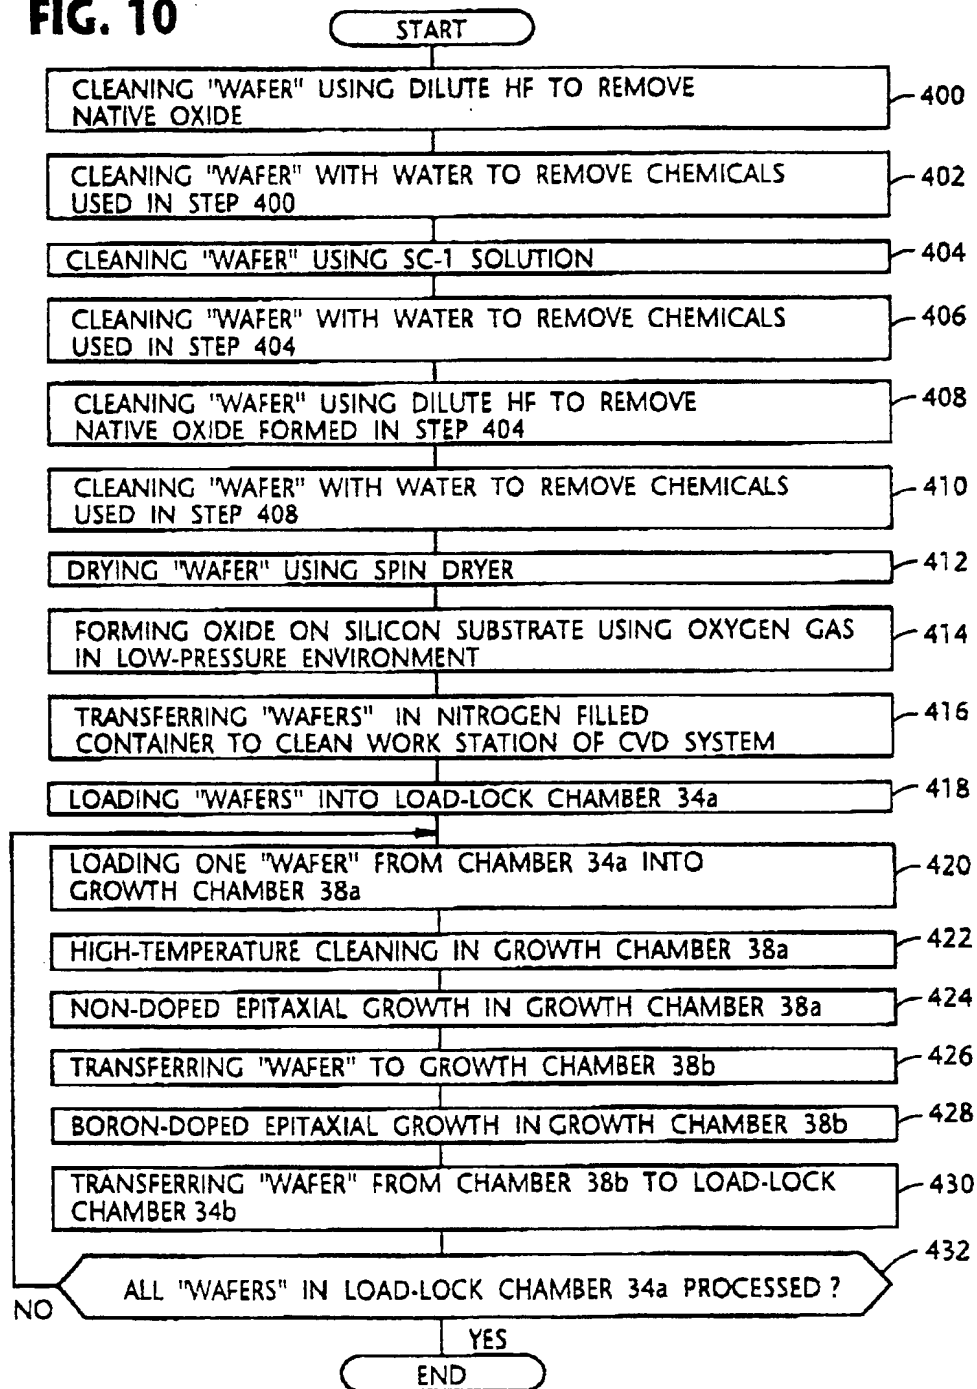 FIG. 10
START
CLEANING "WAFER" USING DILUTE HF TO REMOVE
NATIVE OXIDE
400
CLEANING "WAFER" WITH WATER TO REMOVE CHEMICALS
USED IN STEP 400
402
CLEANING "WAFER" USING SC-1 SOLUTION
404
CLEANING "WAFER" WITH WATER TO REMOVE CHEMICALS
USED IN STEP 404
406
CLEANING "WAFER" USING DILUTE HF TO REMOVE
NATIVE OXIDE FORMED IN STEP 404
408
CLEANING "WAFER" WITH WATER TO REMOVE CHEMICALS
USED IN STEP 408
410
DRYING "WAFER" USING SPIN DRYER
412
FORMING OXIDE ON SILICON SUBSTRATE USING OXYGEN GAS
IN LOW-PRESSURE ENVIRONMENT
414
TRANSFERRING "WAFERS" IN NITROGEN FILLED
CONTAINER TO CLEAN WORK STATION OF CVD SYSTEM
416
LOADING "WAFERS" INTO LOAD-LOCK CHAMBER 34a
418
LOADING ONE "WAFER" FROM CHAMBER 34a INTO
GROWTH CHAMBER 38a
420
HIGH-TEMPERATURE CLEANING IN GROWTH CHAMBER 38a
422
NON-DOPED EPITAXIAL GROWTH IN GROWTH CHAMBER 38a
424
TRANSFERRING "WAFER" TO GROWTH CHAMBER 38b
426
BORON-DOPED EPITAXIAL GROWTH IN GROWTH CHAMBER 38b
428
TRANSFERRING "WAFER" FROM CHAMBER 38b TO LOAD-LOCK
CHAMBER 34b
430
ALL "WAFERS" IN LOAD-LOCK CHAMBER 34a PROCESSED ?
432
NO
YES
END